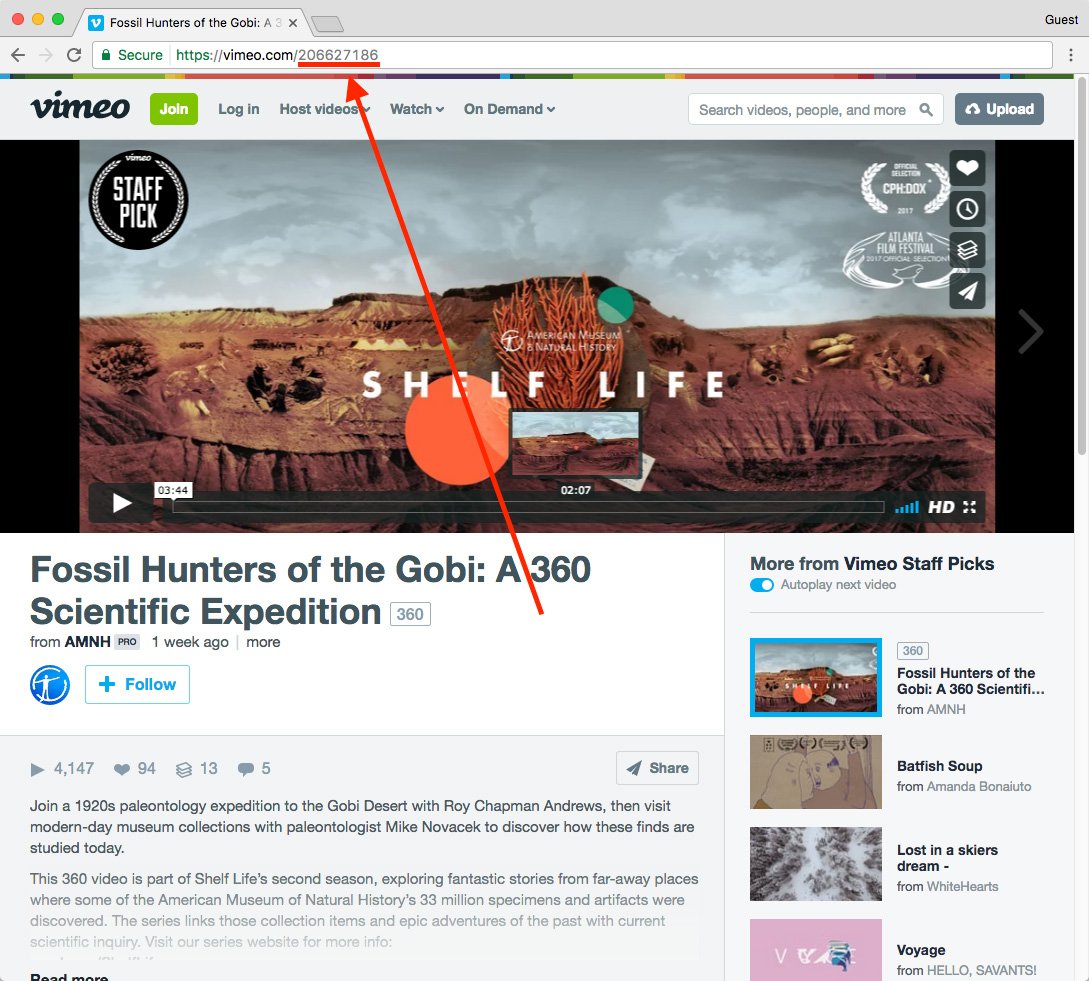 Fossil Hunters of the Gobi: A 3
Guest
Secure
https://vimeo.com/206627186
vimeo
Join
Log in
Host videos
Watch
On Demand
Search videos, people, and more
Upload
vimeo
STAFF
PICK
OFFICIAL
SELECTION
CPH:DOX
2017
ATLANTA
FILM FESTIVAL
2017 OFFICIAL SELECTION
AMERICAN MUSEUM
& NATURAL HISTORY
SHELF LIFE
03:44
02:07
HD
Fossil Hunters of the Gobi: A 360
Scientific Expedition 360
from AMNH PRO 1 week ago more
+ Follow
4,147 94 13 5
Share
Join a 1920s paleontology expedition to the Gobi Desert with Roy Chapman Andrews, then visit
modern-day museum collections with paleontologist Mike Novacek to discover how these finds are
studied today.
This 360 video is part of Shelf Life's second season, exploring fantastic stories from far-away places
where some of the American Museum of Natural History's 33 million specimens and artifacts were
discovered. The series links those collection items and epic adventures of the past with current
scientific inquiry. Visit our series website for more info:
Read more
More from Vimeo Staff Picks
Autoplay next video
SHELF LIFE
360
Fossil Hunters of the
Gobi: A 360 Scientifi...
from AMNH
Batfish Soup
from Amanda Bonaiuto
Lost in a skiers
dream -
from WhiteHearts
Voyage
from HELLO, SAVANTS!